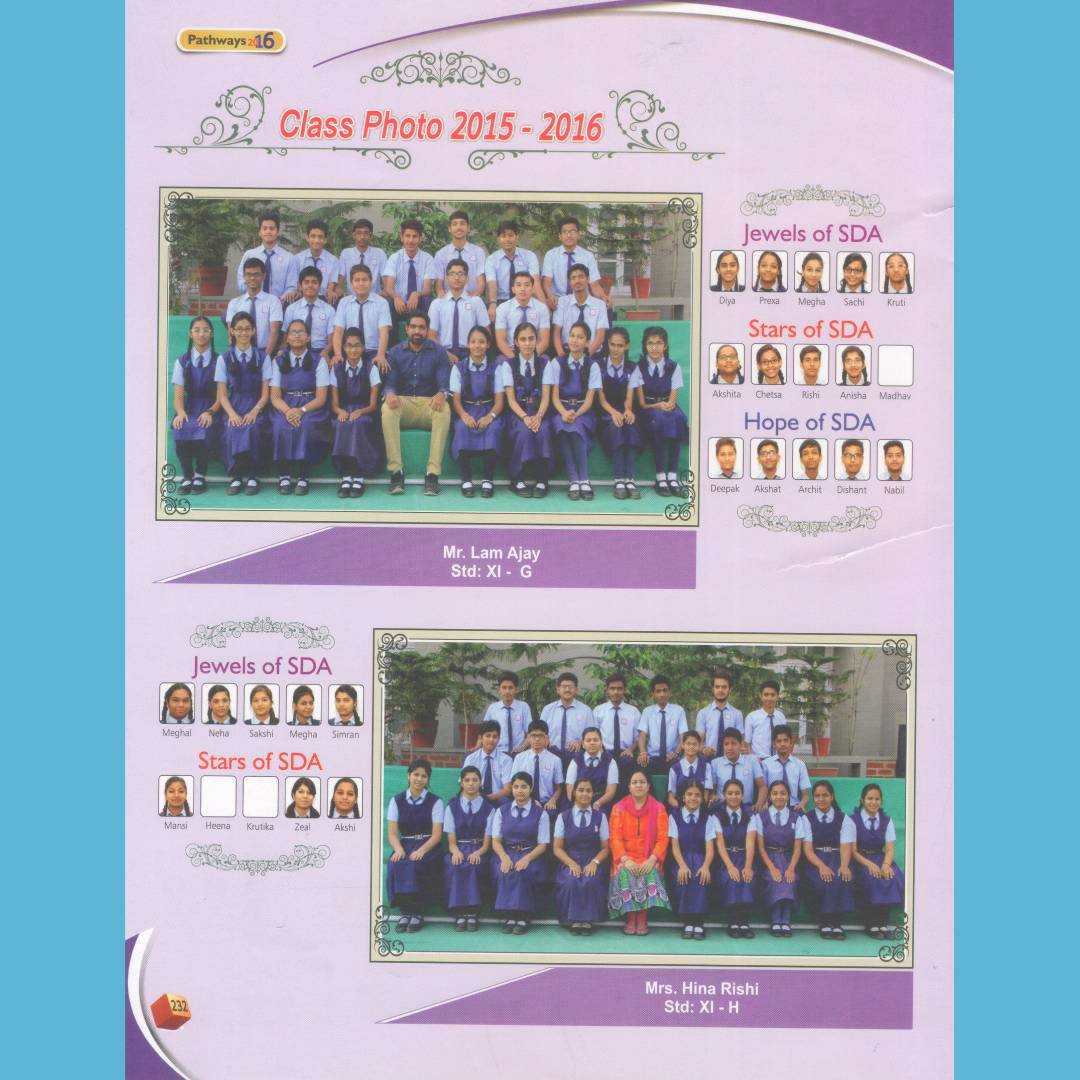 Pathways 2016
Class Photo 2015 - 2016
Jewels of SDA
Diya Prexa Megha Sachi Kruti
Stars of SDA
Akshita Chetsa Rishi Anisha Madhav
Hope of SDA
Deepak Akshat Archit Dishant Nabil
Mr. Lam Ajay
Std: XI - G
Jewels of SDA
Meghal Neha Sakshi Megha Simran
Stars of SDA
Mansi Heena Krutika Zeal Akshi
Mrs. Hina Rishi
Std: XI - H
232